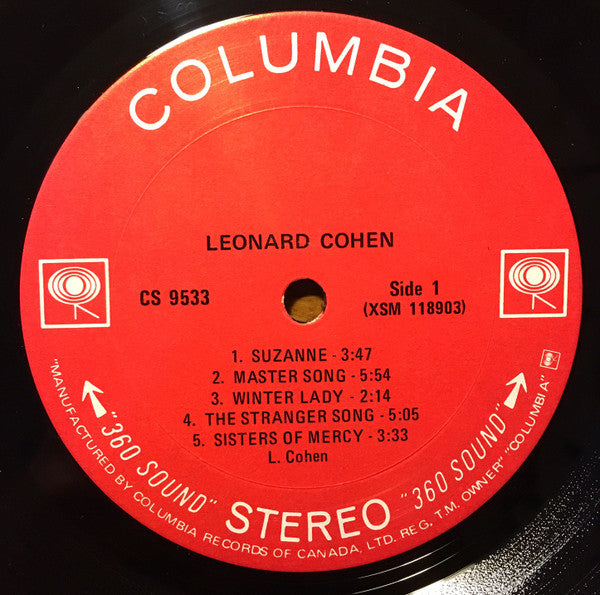 COLUMBIA
LEONARD COHEN
CS 9533
Side 1
(XSM 118903)
1. SUZANNE - 3:47
2. MASTER SONG - 5:54
3. WINTER LADY - 2:14
4. THE STRANGER SONG - 5:05
5. SISTERS OF MERCY - 3:33
L. Cohen
"360 SOUND" STEREO "360 SOUND"
"MANUFACTURED BY COLUMBIA RECORDS OF CANADA, LTD. REG. T.M. OWNER" "COLUMBIA"